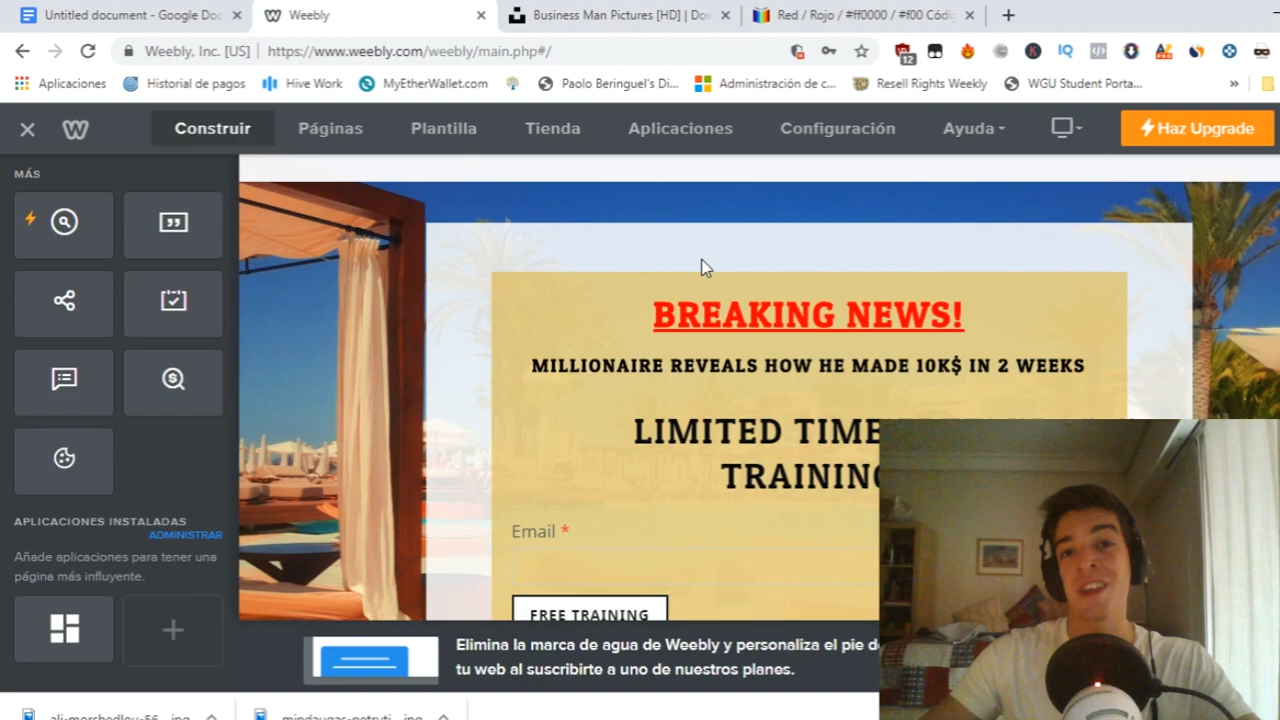 Untitled document - Google Doc
Weebly
Business Man Pictures [HD] | Dow
Red / Rojo / #ff0000 / #f00 Códig
Weebly, Inc. [US]
https://www.weebly.com/weebly/main.php#/
12
IQ
Aplicaciones
Historial de pagos
Hive Work
MyEtherWallet.com
Paolo Beringuel's Di...
Administración de c...
Resell Rights Weekly
WGU Student Porta...
Construir
Páginas
Plantilla
Tienda
Aplicaciones
Configuración
Ayuda
Haz Upgrade
MÁS
BREAKING NEWS!
MILLIONAIRE REVEALS HOW HE MADE 10K$ IN 2 WEEKS
LIMITED TIME
TRAINING
Email *
FREE TRAINING
APLICACIONES INSTALADAS
ADMINISTRAR
Añade aplicaciones para tener una
página más influyente.
Elimina la marca de agua de Weebly y personaliza el pie de
tu web al suscribirte a uno de nuestros planes.